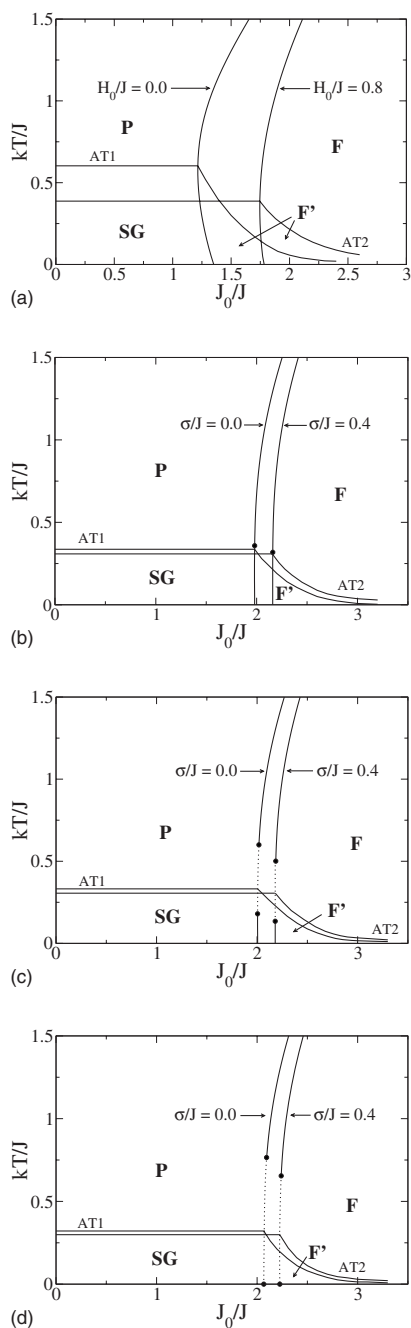 1.5
H₀/J = 0.0
H₀/J = 0.8
P
F
1
kT/J
AT1
0.5
F'
SG
AT2
0
0 0.5 1 1.5 2 2.5 3
(a)
J₀/J
1.5
σ/J = 0.0
σ/J = 0.4
1
P
F
kT/J
0.5
AT1
SG
AT2
F'
0
0 1 2 3
(b)
J₀/J
1.5
σ/J = 0.0
σ/J = 0.4
1
P
F
kT/J
0.5
AT1
SG
F'
AT2
0
0 1 2 3
(c)
J₀/J
1.5
σ/J = 0.0
σ/J = 0.4
1
P
F
kT/J
0.5
AT1
SG
F'
AT2
0
0 1 2 3
(d)
J₀/J